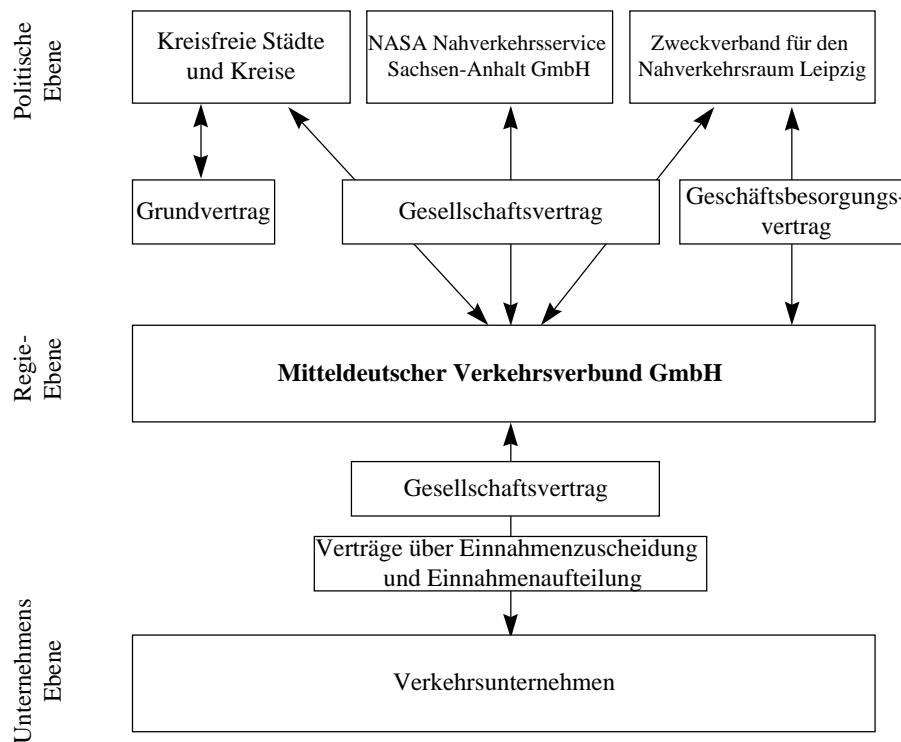 Politische
Ebene
Kreisfreie Städte
und Kreise
NASA Nahverkehrsservice
Sachsen-Anhalt GmbH
Zweckverband für den
Nahverkehrsraum Leipzig
Grundvertrag
Gesellschaftsvertrag
Geschäftsbesorgungs-
vertrag
Regie-
Ebene
Mitteldeutscher Verkehrsverbund GmbH
Gesellschaftsvertrag
Verträge über Einnahmenzuscheidung
und Einnahmenaufteilung
Unternehmens
Ebene
Verkehrsunternehmen